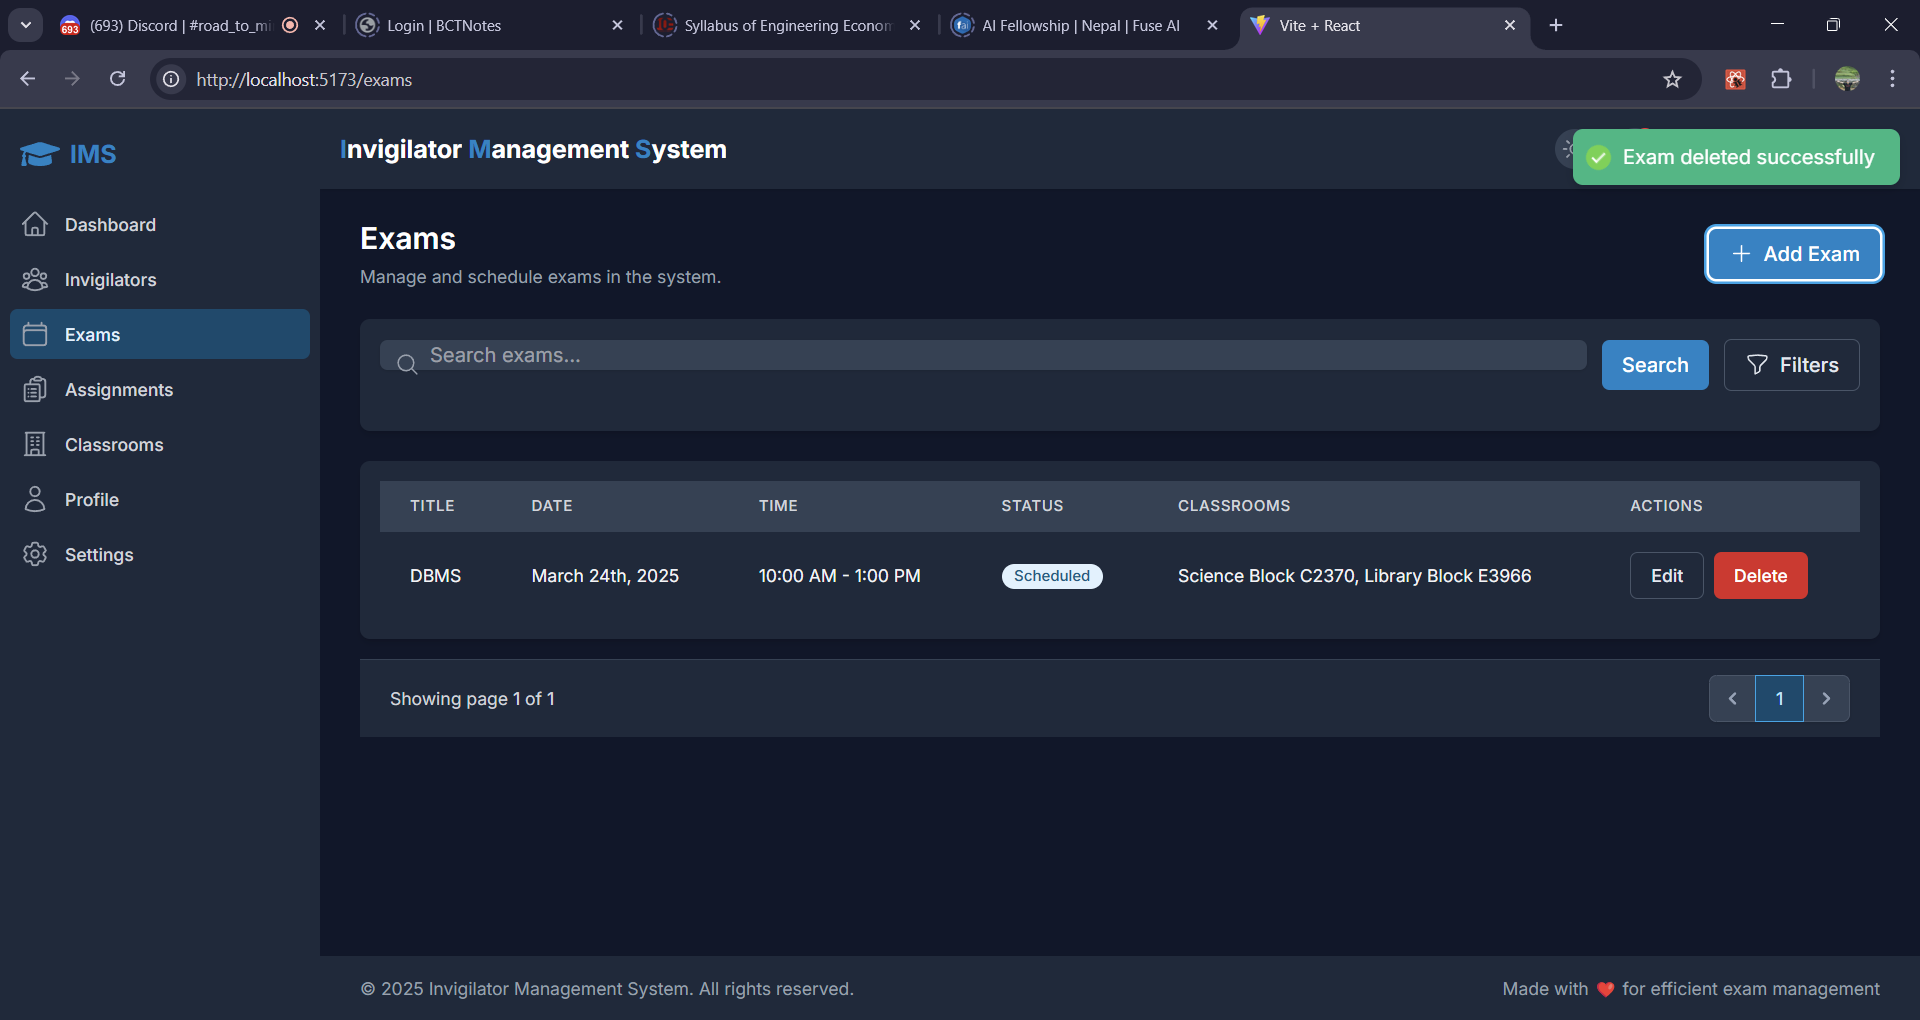 693
(693) Discord | #road_to_mi
Login | BCTNotes
Syllabus of Engineering Econom
fai
AI Fellowship | Nepal | Fuse AI
Vite + React
http://localhost:5173/exams
IMS
Invigilator Management System
Exam deleted successfully
Dashboard
Invigilators
Exams
Assignments
Classrooms
Profile
Settings
Exams
Manage and schedule exams in the system.
Add Exam
Search exams...
Search
Filters
TITLE DATE TIME STATUS CLASSROOMS ACTIONS
DBMS March 24th, 2025 10:00 AM - 1:00 PM Scheduled Science Block C2370, Library Block E3966 Edit Delete
Showing page 1 of 1
1
© 2025 Invigilator Management System. All rights reserved.
Made with ❤️ for efficient exam management